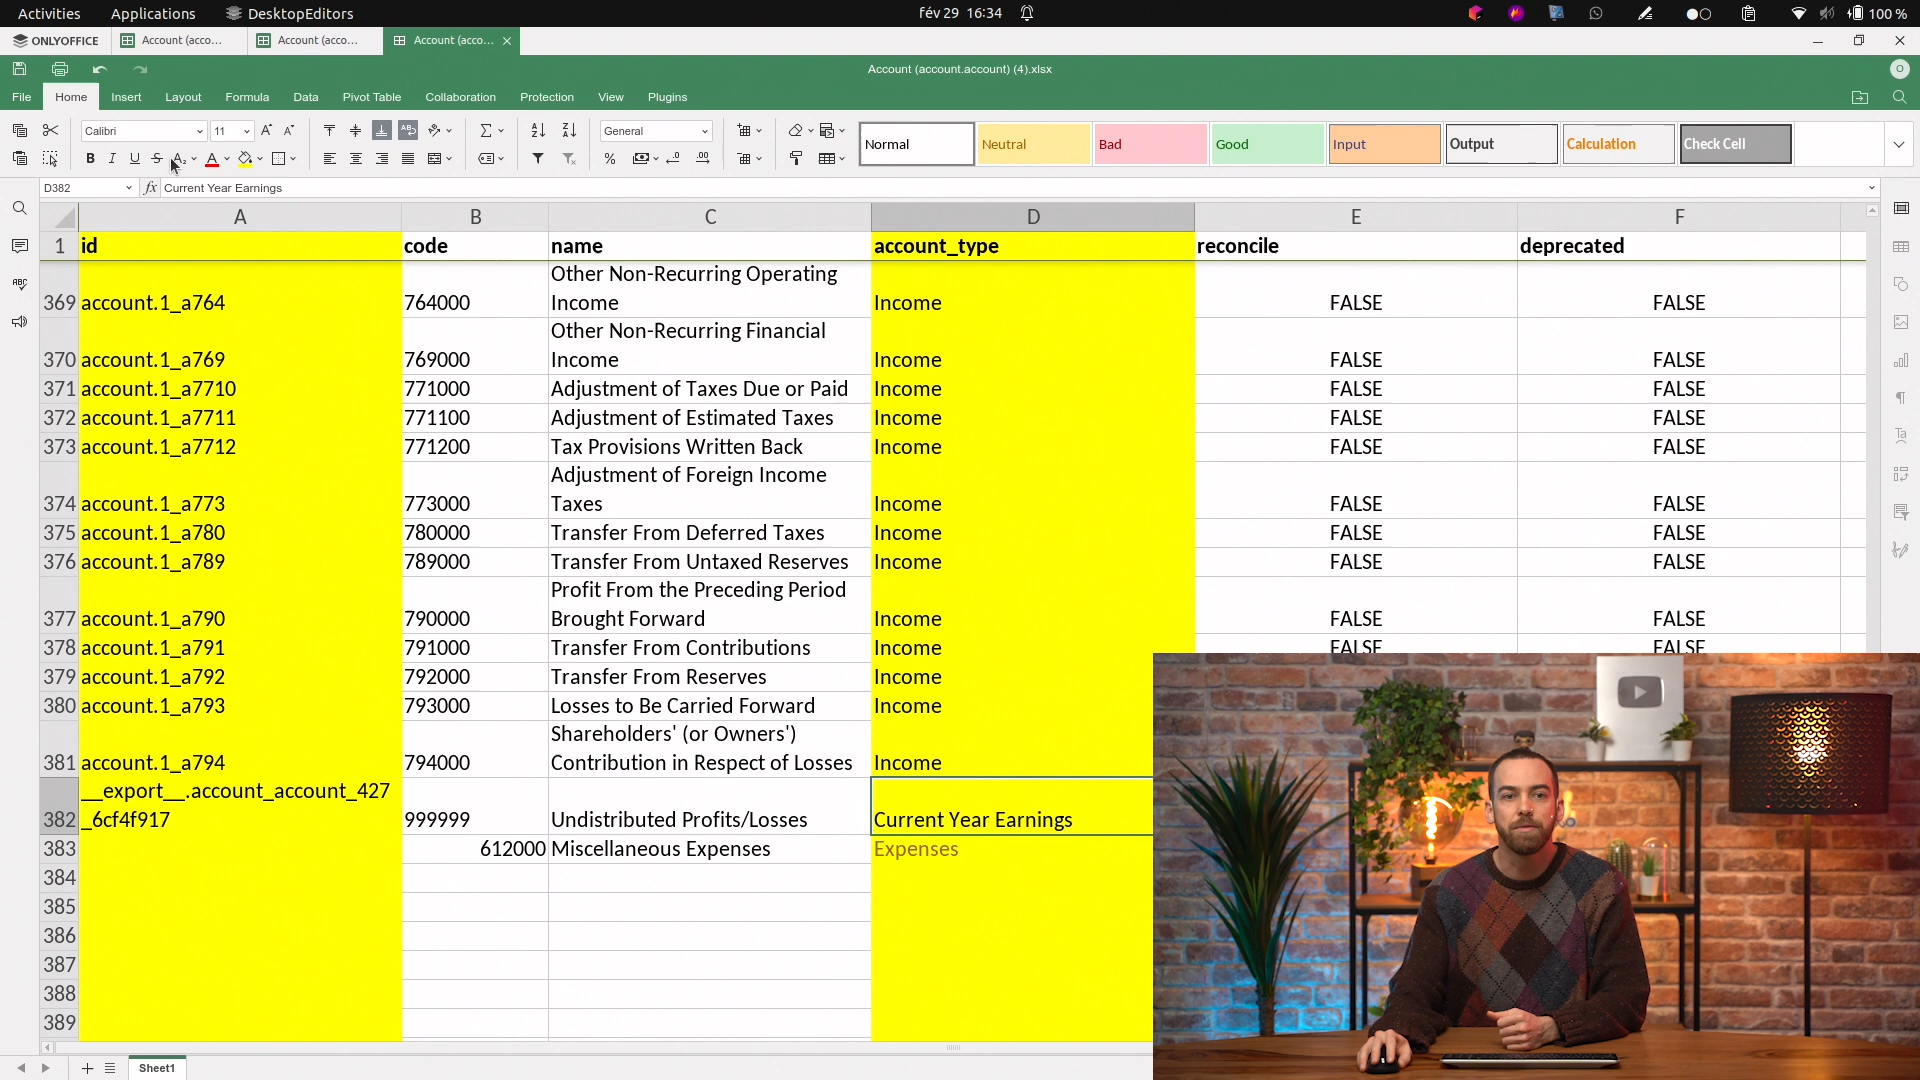 Activities Applications DesktopEditors fév 29 16:34 100 %
ONLYOFFICE Account (acco... Account (acco... Account (acco...
Account (account.account) (4).xlsx
File Home Insert Layout Formula Data Pivot Table Collaboration Protection View Plugins
Calibri 11 General Normal Neutral Bad Good Input Output Calculation Check Cell
D382 fx Current Year Earnings
A B C D E F
1 id code name account_type reconcile deprecated
Other Non-Recurring Operating
369 account.1_a764 764000 Income Income FALSE FALSE
Other Non-Recurring Financial
370 account.1_a769 769000 Income Income FALSE FALSE
371 account.1_a7710 771000 Adjustment of Taxes Due or Paid Income FALSE FALSE
372 account.1_a7711 771100 Adjustment of Estimated Taxes Income FALSE FALSE
373 account.1_a7712 771200 Tax Provisions Written Back Income FALSE FALSE
Adjustment of Foreign Income
374 account.1_a773 773000 Taxes Income FALSE FALSE
375 account.1_a780 780000 Transfer From Deferred Taxes Income FALSE FALSE
376 account.1_a789 789000 Transfer From Untaxed Reserves Income FALSE FALSE
Profit From the Preceding Period
377 account.1_a790 790000 Brought Forward Income FALSE FALSE
378 account.1_a791 791000 Transfer From Contributions Income FALSE FALSE
379 account.1_a792 792000 Transfer From Reserves Income
380 account.1_a793 793000 Losses to Be Carried Forward Income
Shareholders' (or Owners')
381 account.1_a794 794000 Contribution in Respect of Losses Income
__export__.account_account_427
382 _6cf4f917 999999 Undistributed Profits/Losses Current Year Earnings
383 612000 Miscellaneous Expenses Expenses
384
385
386
387
388
389
Sheet1